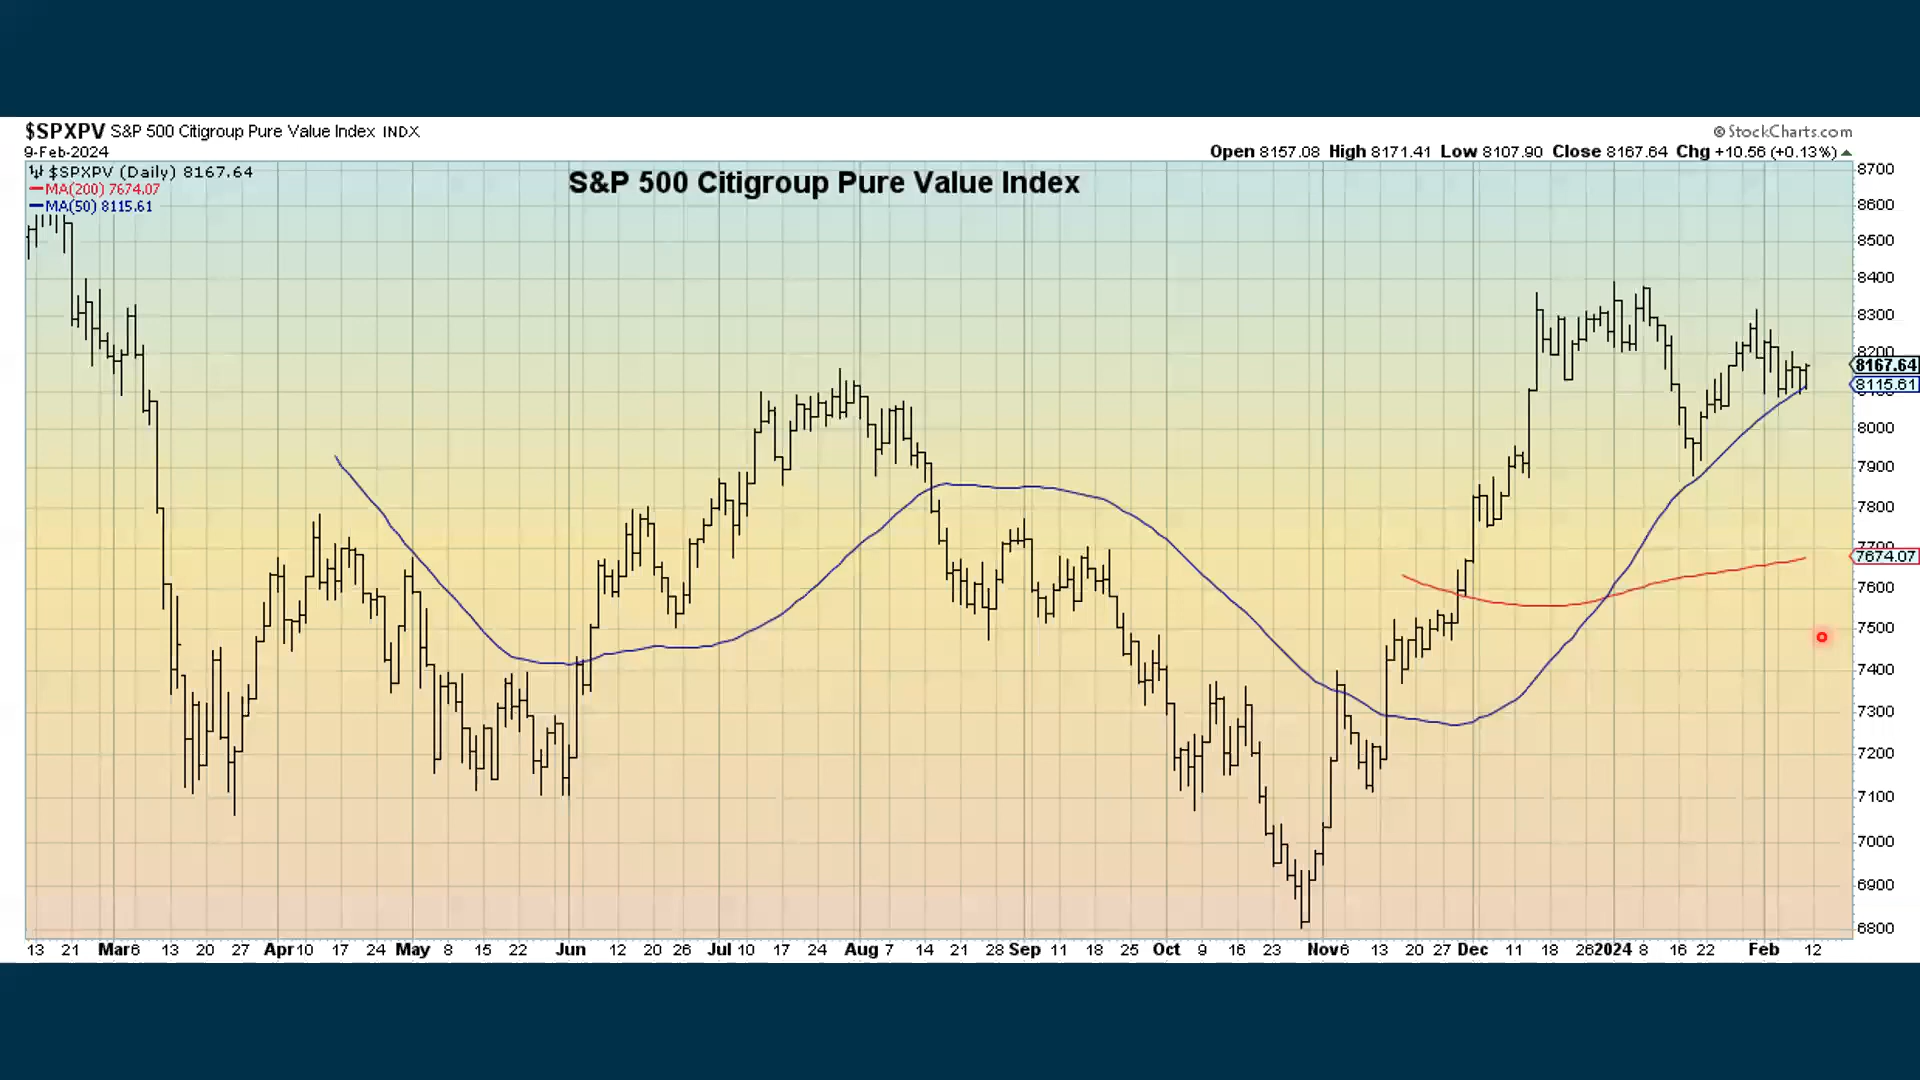 $SPXPV S&P 500 Citigroup Pure Value Index INDX
© StockCharts.com
9-Feb-2024
Open 8157.08 High 8171.41 Low 8107.90 Close 8167.64 Chg +10.56 (+0.13%)
$SPXPV (Daily) 8167.64
MA(200) 7674.07
MA(50) 8115.61
S&P 500 Citigroup Pure Value Index
8700
8600
8500
8400
8300
8200
8167.64
8115.61
8100
8000
7900
7800
7700
7674.07
7600
7500
7400
7300
7200
7100
7000
6900
6800
13 21 Mar 6 13 20 27 Apr 10 17 24 May 8 15 22 Jun 12 20 26 Jul 10 17 24 Aug 7 14 21 28 Sep 11 18 25 Oct 9 16 23 Nov 6 13 20 27 Dec 11 18 26 2024 8 16 22 Feb 12